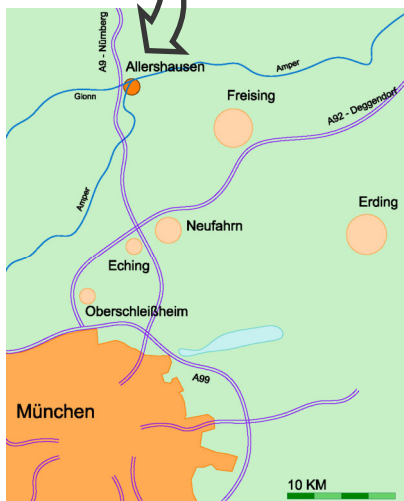 A9 - Nürnberg
Allershausen
Amper
Glonn
Freising
A92 - Deggendorf
Amper
Erding
Neufahrn
Eching
Oberschleißheim
A99
München
10 KM